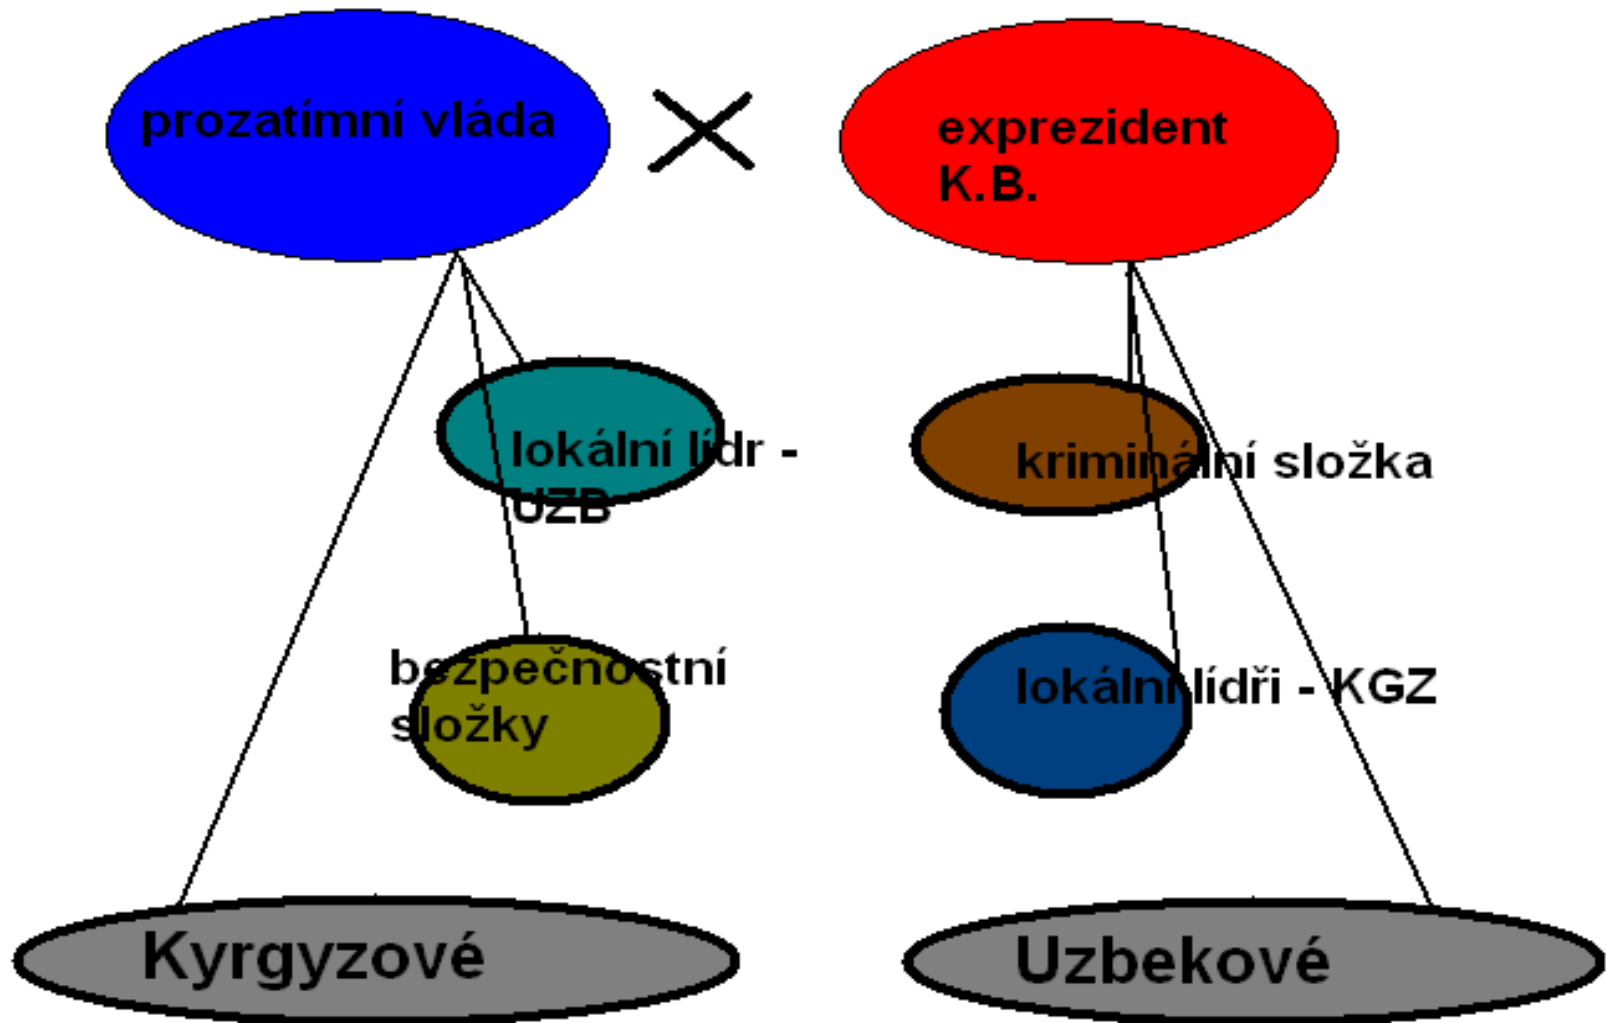 prozatímní vláda
exprezident
K.B.
lokální lídr -
UZB
kriminální složka
bezpečnostní
složky
lokální lídři - KGZ
Kyrgyzové
Uzbekové